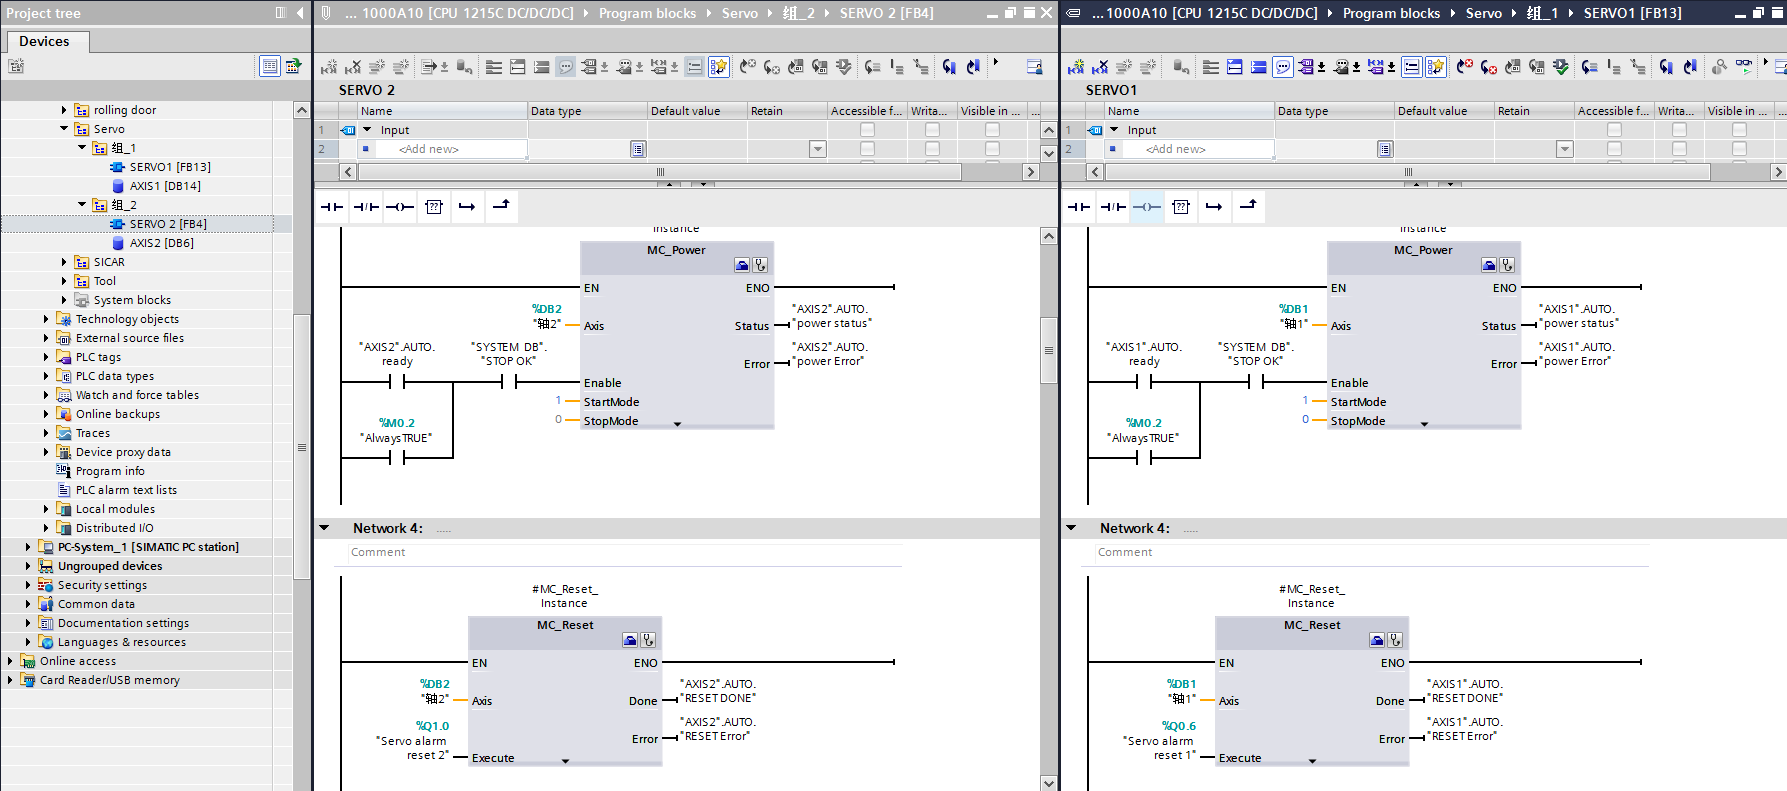 Project tree
Devices
rolling door
Servo
组_1
SERVO1 [FB13]
AXIS1 [DB14]
组_2
SERVO 2 [FB4]
AXIS2 [DB6]
SICAR
Tool
System blocks
Technology objects
External source files
PLC tags
PLC data types
Watch and force tables
Online backups
Traces
Device proxy data
Program info
PLC alarm text lists
Local modules
Distributed I/O
PC-System_1 [SIMATIC PC station]
Ungrouped devices
Security settings
Common data
Documentation settings
Languages & resources
Online access
Card Reader/USB memory
... 1000A10 [CPU 1215C DC/DC/DC] Program blocks Servo 组_2 SERVO 2 [FB4]
SERVO 2
Name Data type Default value Retain Accessible f... Writa... Visible in ... ...
1 Input
2 <Add new>
??
Instance
MC_Power
EN ENO
%DB2
"轴2" Axis
Status "AXIS2".AUTO.
"power status"
Error "AXIS2".AUTO.
"power Error"
"AXIS2".AUTO.
ready
"SYSTEM DB".
"STOP OK"
Enable
1 StartMode
0 StopMode
%M0.2
"AlwaysTRUE"
Network 4: .....
Comment
#MC_Reset_
Instance
MC_Reset
EN ENO
%DB2
"轴2" Axis
Done "AXIS2".AUTO.
"RESET DONE"
Error "AXIS2".AUTO.
"RESET Error"
%Q1.0
"Servo alarm
reset 2" Execute
... 1000A10 [CPU 1215C DC/DC/DC] Program blocks Servo 组_1 SERVO1 [FB13]
SERVO1
Name Data type Default value Retain Accessible f... Writa... Visible in ...
1 Input
2 <Add new>
??
Instance
MC_Power
EN ENO
%DB1
"轴1" Axis
Status "AXIS1".AUTO.
"power status"
Error "AXIS1".AUTO.
"power Error"
"AXIS1".AUTO.
ready
"SYSTEM DB".
"STOP OK"
Enable
1 StartMode
0 StopMode
%M0.2
"AlwaysTRUE"
Network 4: .....
Comment
#MC_Reset_
Instance
MC_Reset
EN ENO
%DB1
"轴1" Axis
Done "AXIS1".AUTO.
"RESET DONE"
Error "AXIS1".AUTO.
"RESET Error"
%Q0.6
"Servo alarm
reset 1" Execute